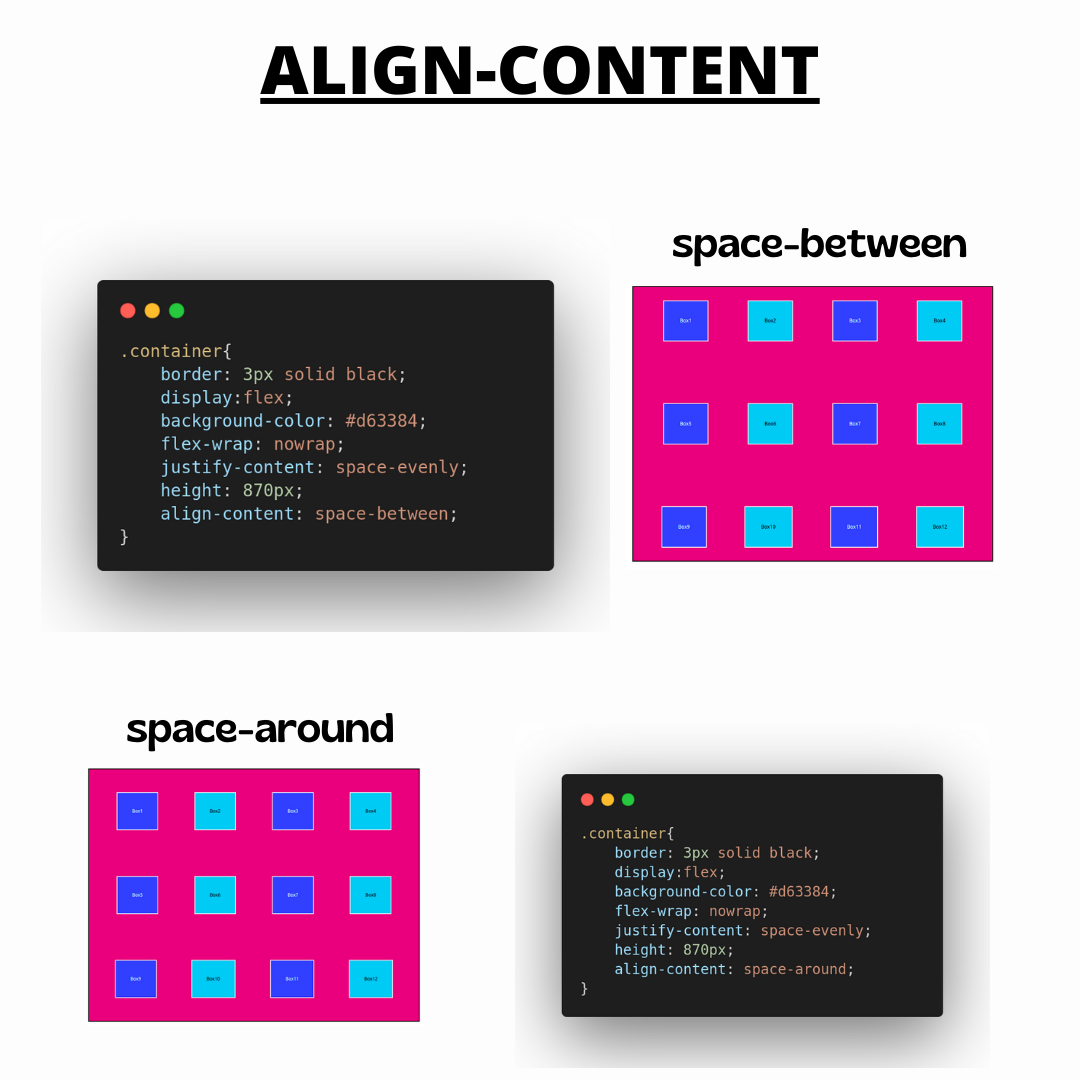 ALIGN-CONTENT
.container{
    border: 3px solid black;
    display:flex;
    background-color: #d63384;
    flex-wrap: nowrap;
    justify-content: space-evenly;
    height: 870px;
    align-content: space-between;
}
space-between
Box1 Box2 Box3 Box4
Box5 Box6 Box7 Box8
Box9 Box10 Box11 Box12
space-around
Box1 Box2 Box3 Box4
Box5 Box6 Box7 Box8
Box9 Box10 Box11 Box12
.container{
    border: 3px solid black;
    display:flex;
    background-color: #d63384;
    flex-wrap: nowrap;
    justify-content: space-evenly;
    height: 870px;
    align-content: space-around;
}